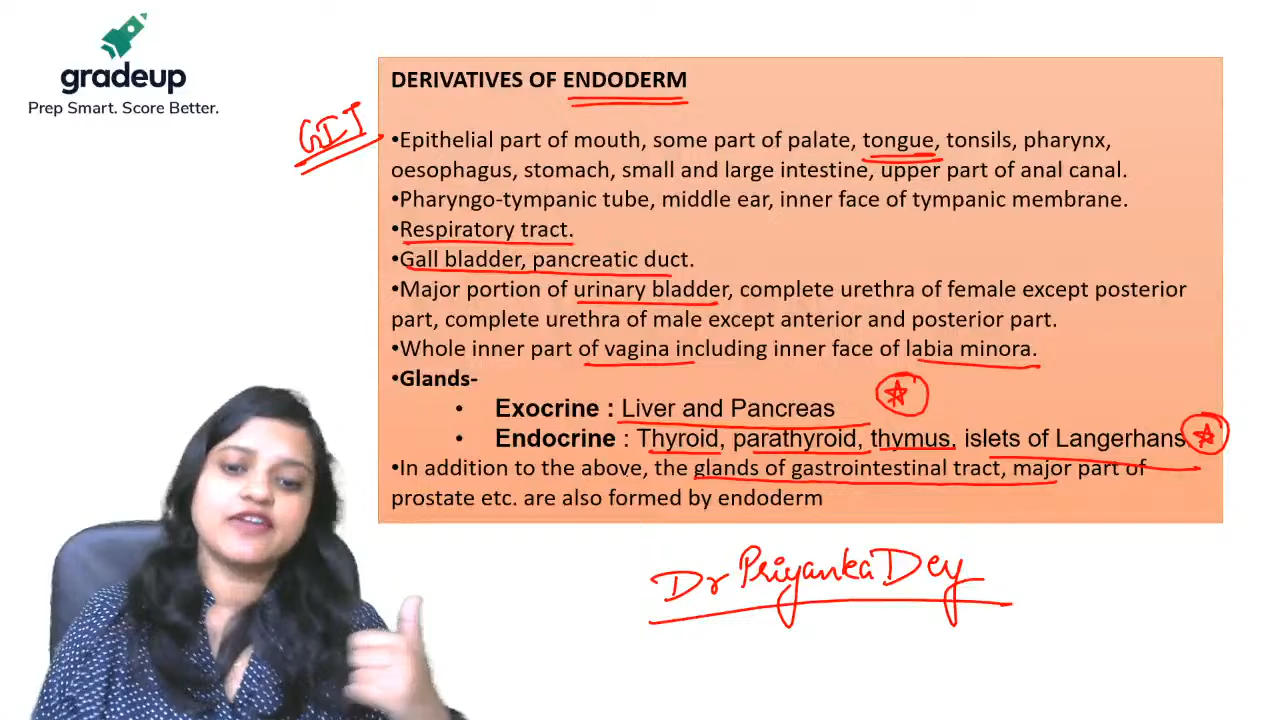 gradeup
Prep Smart. Score Better.
DERIVATIVES OF ENDODERM
GIT
•Epithelial part of mouth, some part of palate, tongue, tonsils, pharynx,
oesophagus, stomach, small and large intestine, upper part of anal canal.
•Pharyngo-tympanic tube, middle ear, inner face of tympanic membrane.
•Respiratory tract.
•Gall bladder, pancreatic duct.
•Major portion of urinary bladder, complete urethra of female except posterior
part, complete urethra of male except anterior and posterior part.
•Whole inner part of vagina including inner face of labia minora.
•Glands-
• Exocrine : Liver and Pancreas
• Endocrine : Thyroid, parathyroid, thymus, islets of Langerhans
•In addition to the above, the glands of gastrointestinal tract, major part of
prostate etc. are also formed by endoderm
Dr Priyanka Dey